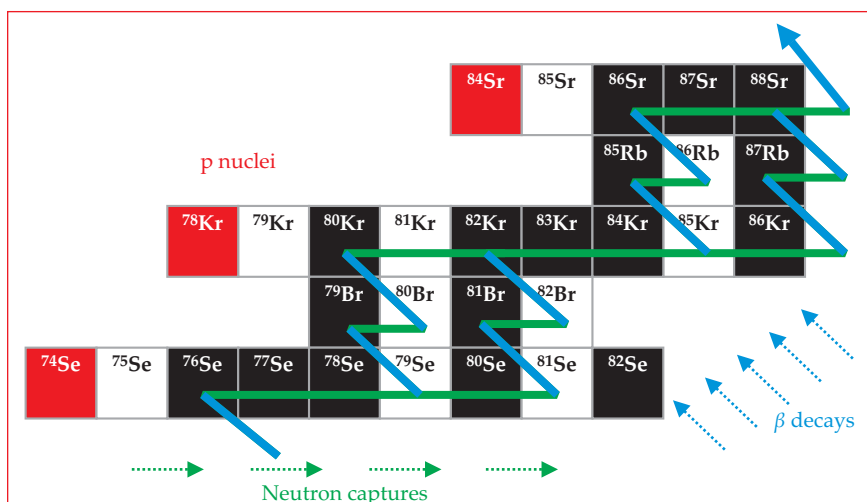 ⁸⁴Sr ⁸⁵Sr ⁸⁶Sr ⁸⁷Sr ⁸⁸Sr
p nuclei ⁸⁵Rb ⁸⁶Rb ⁸⁷Rb
⁷⁸Kr ⁷⁹Kr ⁸⁰Kr ⁸¹Kr ⁸²Kr ⁸³Kr ⁸⁴Kr ⁸⁵Kr ⁸⁶Kr
⁷⁹Br ⁸⁰Br ⁸¹Br ⁸²Br
⁷⁴Se ⁷⁵Se ⁷⁶Se ⁷⁷Se ⁷⁸Se ⁷⁹Se ⁸⁰Se ⁸¹Se ⁸²Se
β decays
Neutron captures